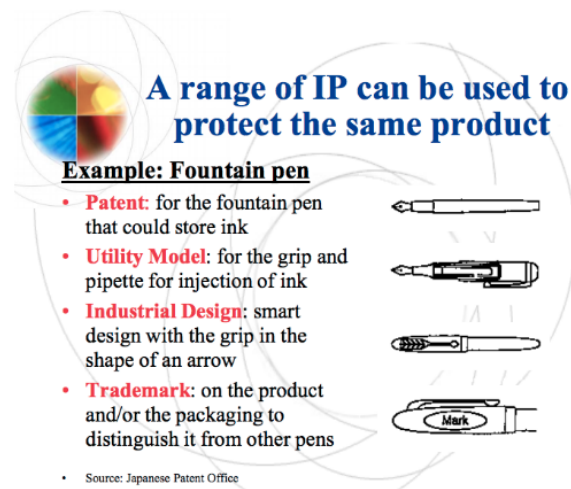 A range of IP can be used to
protect the same product
Example: Fountain pen
• Patent: for the fountain pen
that could store ink
• Utility Model: for the grip and
pipette for injection of ink
• Industrial Design: smart
design with the grip in the
shape of an arrow
• Trademark: on the product
and/or the packaging to
distinguish it from other pens
Mark
• Source: Japanese Patent Office